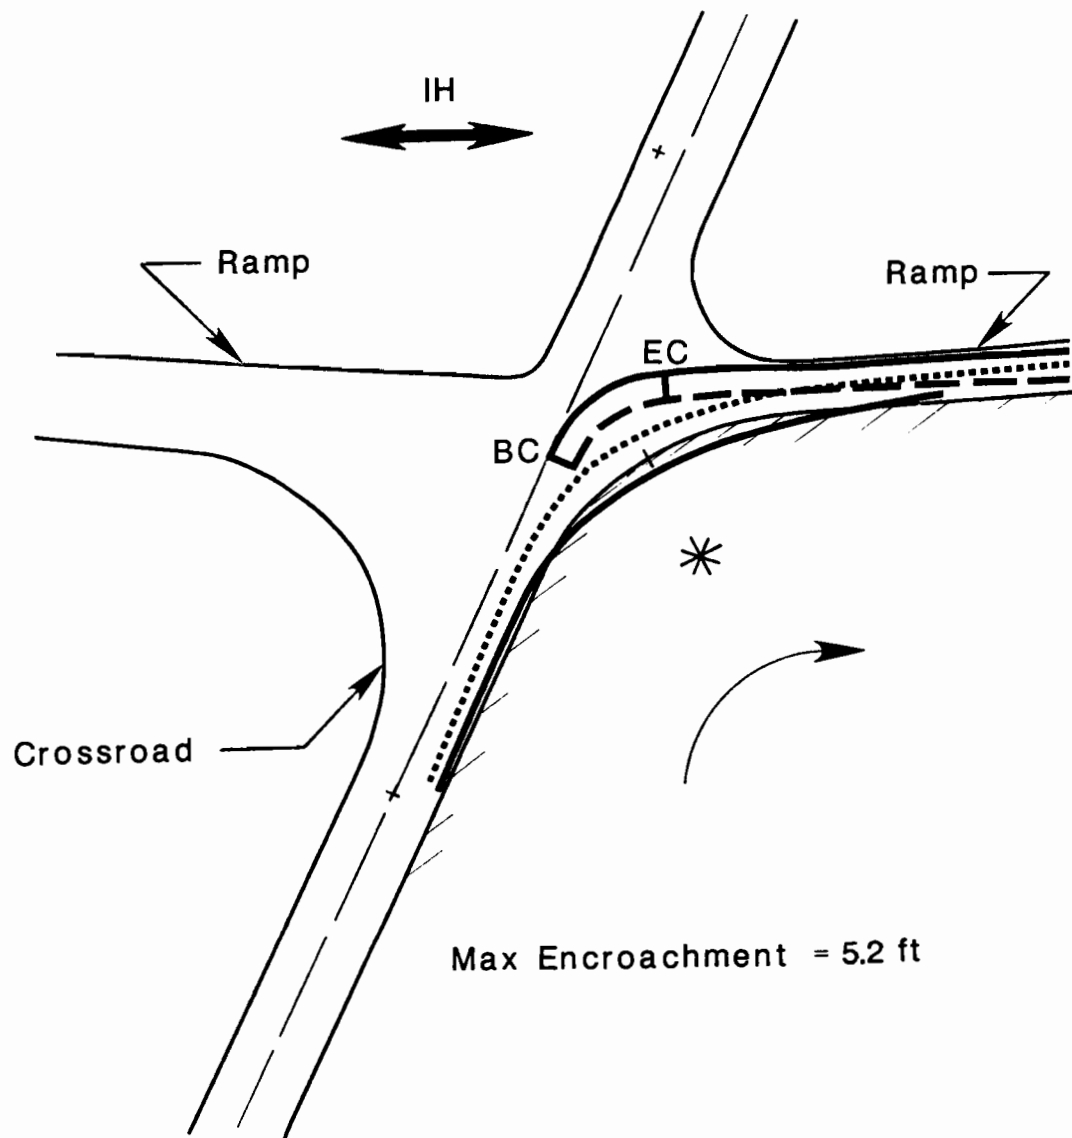 IH
Ramp
Ramp
EC
BC
Crossroad
Max Encroachment = 5.2 ft